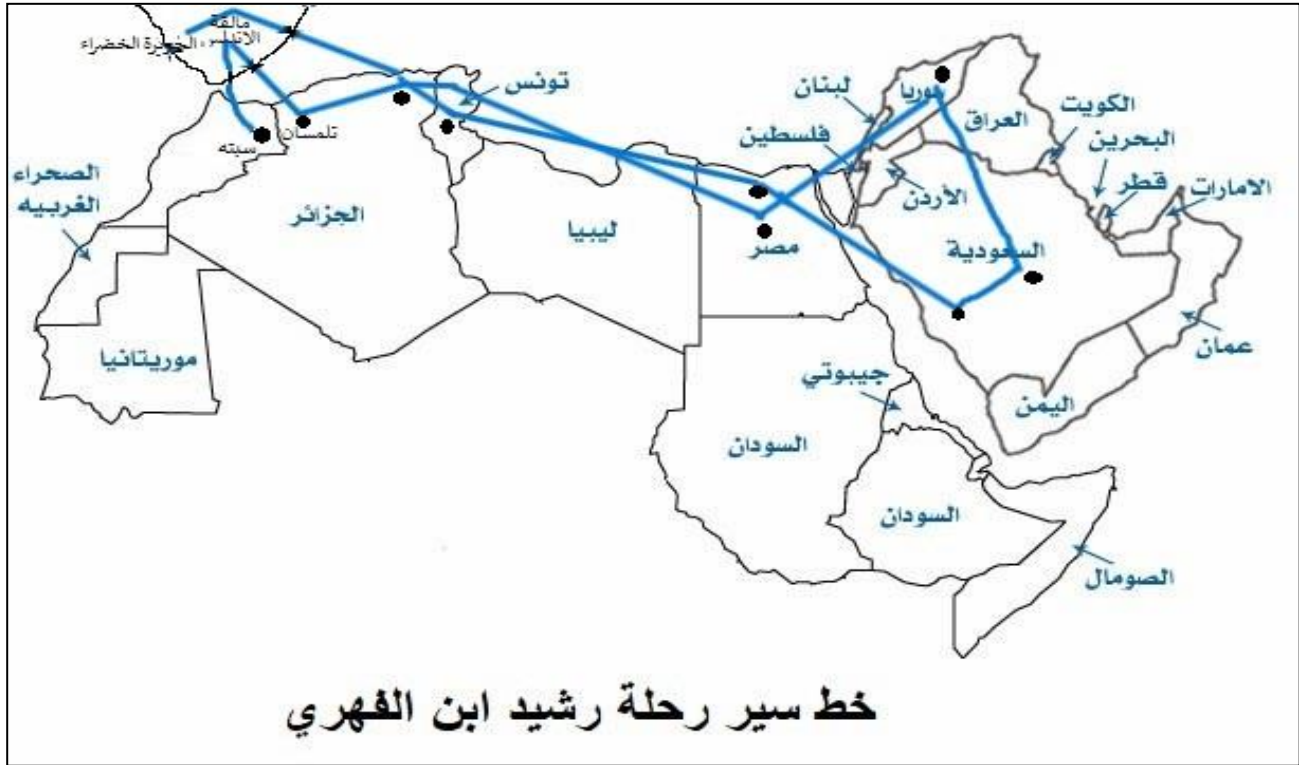 مالقة
الجزيرة الخضراء
تونس
لبنان
سوريا
العراق
الكويت
فلسطين
البحرين
تلمسان
سبته
الصحراء
الغربيه
الجزائر
ليبيا
مصر
الأردن
قطر
الامارات
السعودية
موريتانيا
عمان
جيبوتي
اليمن
السودان
السودان
الصومال
خط سير رحلة رشيد ابن الفهري